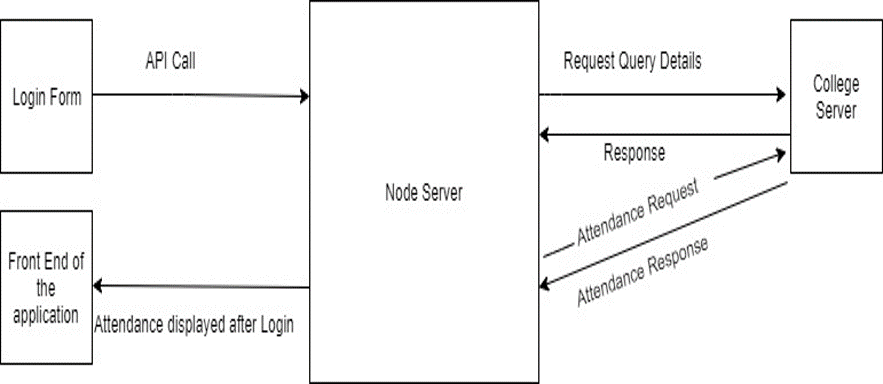 API Call
Login Form
Request Query Details
College
Server
Response
Node Server
Attendance Request
Attendance Response
Front End of
the
application
Attendance displayed after Login